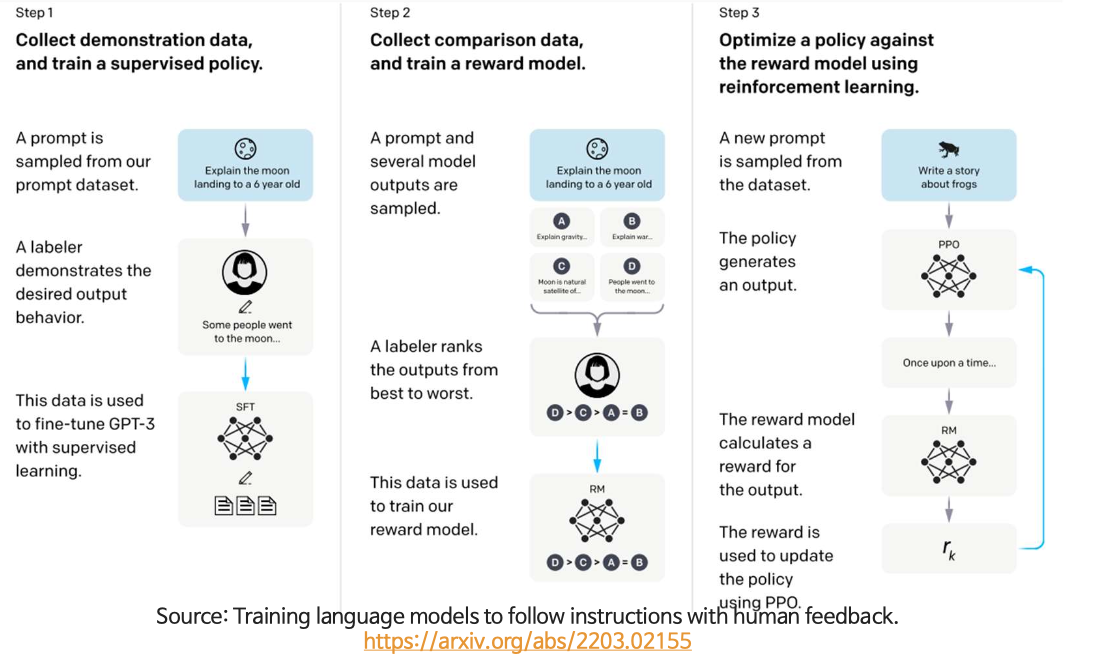 Step 1
Collect demonstration data,
and train a supervised policy.
A prompt is
sampled from our
prompt dataset.
Explain the moon
landing to a 6 year old
A labeler
demonstrates the
desired output
behavior.
Some people went
to the moon...
This data is used
to fine-tune GPT-3
with supervised
learning.
SFT
Step 2
Collect comparison data,
and train a reward model.
A prompt and
several model
outputs are
sampled.
Explain the moon
landing to a 6 year old
A
Explain gravity...
B
Explain war...
C
Moon is natural
satellite of...
D
People went to
the moon...
A labeler ranks
the outputs from
best to worst.
D > C > A = B
This data is used
to train our
reward model.
RM
D > C > A = B
Step 3
Optimize a policy against
the reward model using
reinforcement learning.
A new prompt
is sampled from
the dataset.
Write a story
about frogs
The policy
generates
an output.
PPO
Once upon a time...
The reward model
calculates a
reward for
the output.
RM
The reward is
used to update
the policy
using PPO.
rk
Source: Training language models to follow instructions with human feedback.
https://arxiv.org/abs/2203.02155